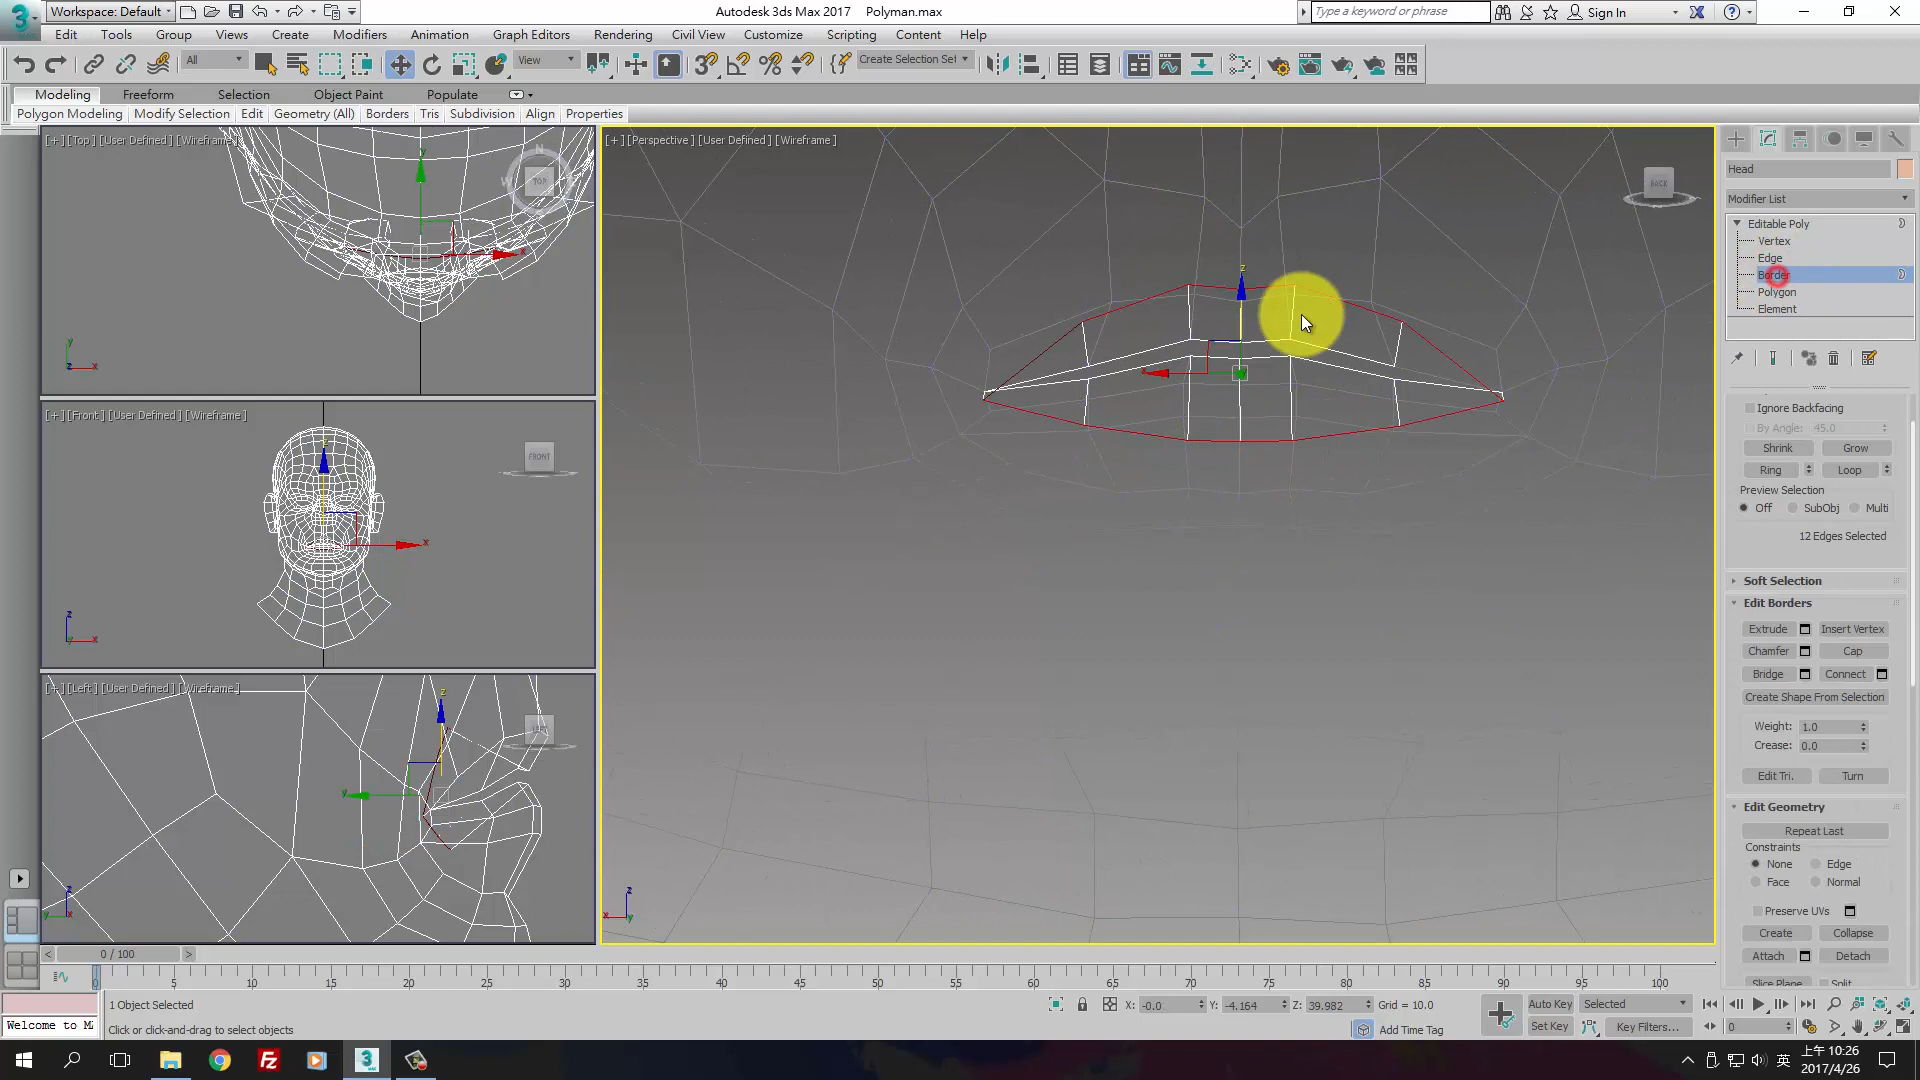 Workspace: Default
Autodesk 3ds Max 2017 Polyman.max
Type a keyword or phrase
Sign In
Edit Tools Group Views Create Modifiers Animation Graph Editors Rendering Civil View Customize Scripting Content Help
All
View
Create Selection Set
Modeling Freeform Selection Object Paint Populate
Polygon Modeling Modify Selection Edit Geometry (All) Borders Tris Subdivision Align Properties
[+] [Top] [User Defined] [Wireframe]
[+] [Perspective] [User Defined] [Wireframe]
TOP
BACK
[+] [Front] [User Defined] [Wireframe]
FRONT
[+] [Left] [User Defined] [Wireframe]
Head
Modifier List
Editable Poly
Vertex
Edge
Border
Polygon
Element
Ignore Backfacing
By Angle: 45.0
Shrink Grow
Ring Loop
Preview Selection
Off SubObj Multi
12 Edges Selected
Soft Selection
Edit Borders
Extrude Insert Vertex
Chamfer Cap
Bridge Connect
Create Shape From Selection
Weight: 1.0
Crease: 0.0
Edit Tri. Turn
Edit Geometry
Repeat Last
Constraints
None Edge
Face Normal
Preserve UVs
Create Collapse
Attach Detach
Slice Plane Split
0 / 100
0 5 10 15 20 25 30 35 40 45 50 55 60 65 70 75 80 85 90 95 100
1 Object Selected
X: -0.0 Y: -4.164 Z: 39.982 Grid = 10.0
Auto Key Selected
Welcome to M
Click or click-and-drag to select objects
Add Time Tag
Set Key Key Filters...
0
英
上午 10:26
2017/4/26